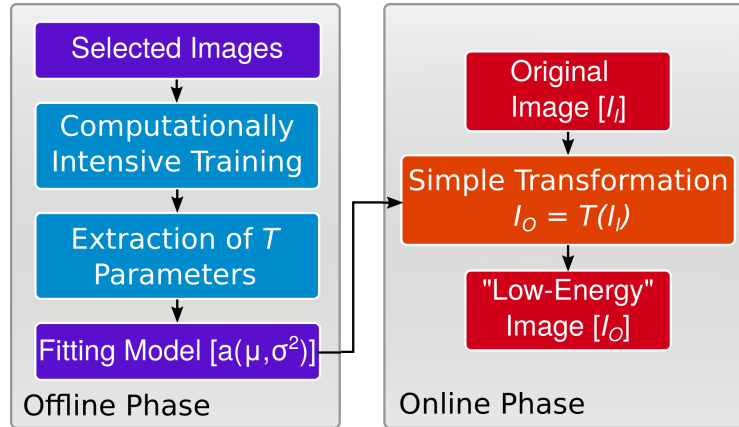 Selected Images
Computationally
Intensive Training
Extraction of T
Parameters
Fitting Model [a(μ,σ²)]
Offline Phase
Original
Image [I_I]
Simple Transformation
I_O = T(I_I)
"Low-Energy"
Image [I_O]
Online Phase